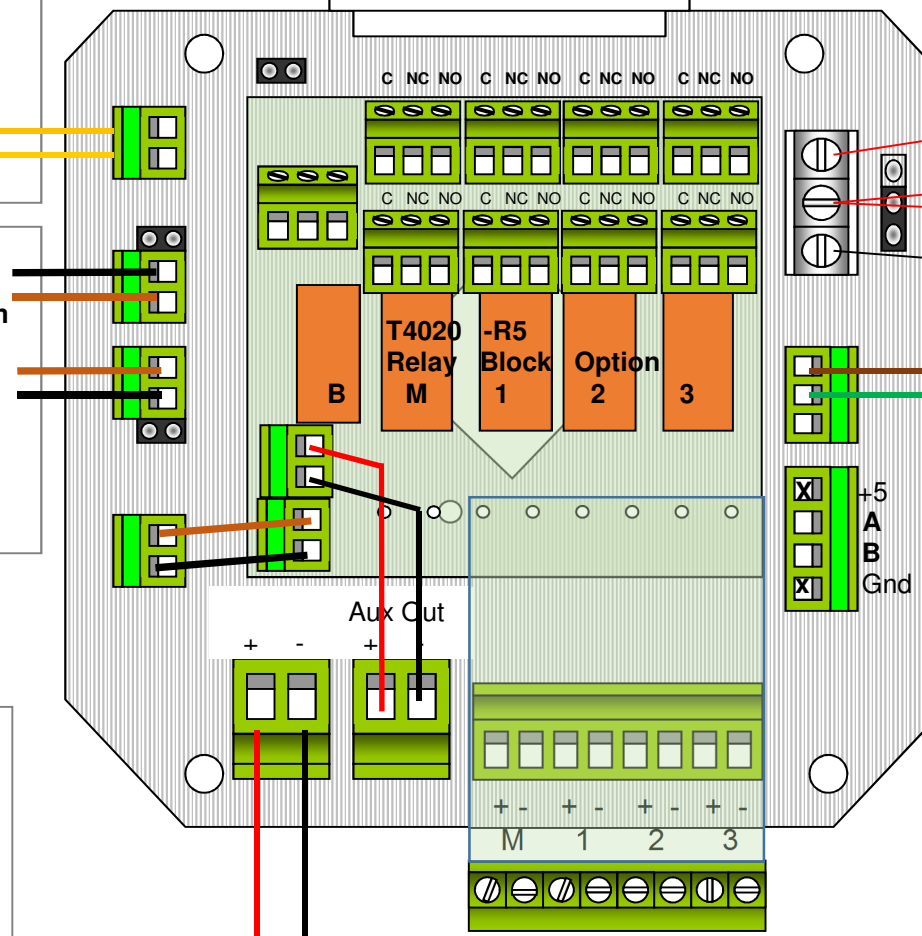 C NC NO C NC NO C NC NO C NC NO
C NC NO C NC NO C NC NO C NC NO
n
T4020 -R5
Relay Block Option
B M 1 2 3
X +5
A
B
X Gnd
Aux Out
+ - + -
+ - + - + - + -
M 1 2 3